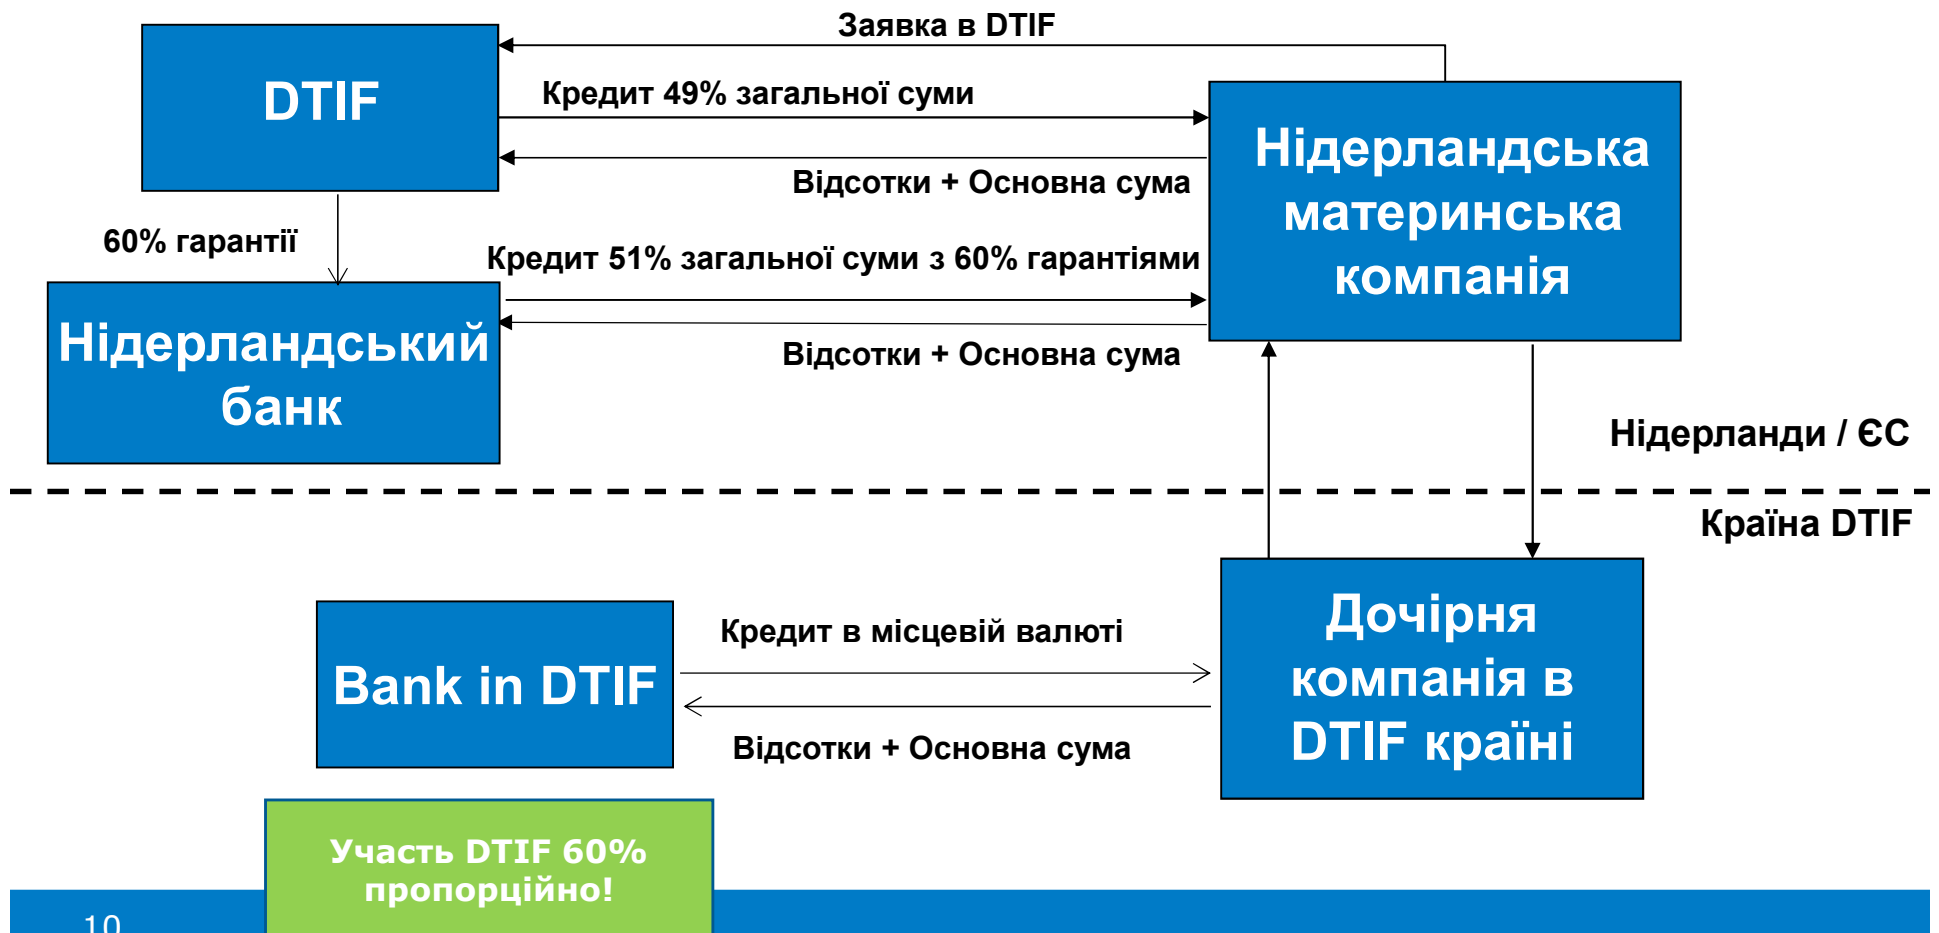 Заявка в DTIF
DTIF
Кредит 49% загальної суми
Відсотки + Основна сума
Нідерландська
материнська
компанія
60% гарантії
Кредит 51% загальної суми з 60% гарантіями
Нідерландський
банк
Відсотки + Основна сума
Нідерланди / ЄС
Країна DTIF
Bank in DTIF
Кредит в місцевій валюті
Відсотки + Основна сума
Дочірня
компанія в
DTIF країні
Участь DTIF 60%
пропорційно!
10